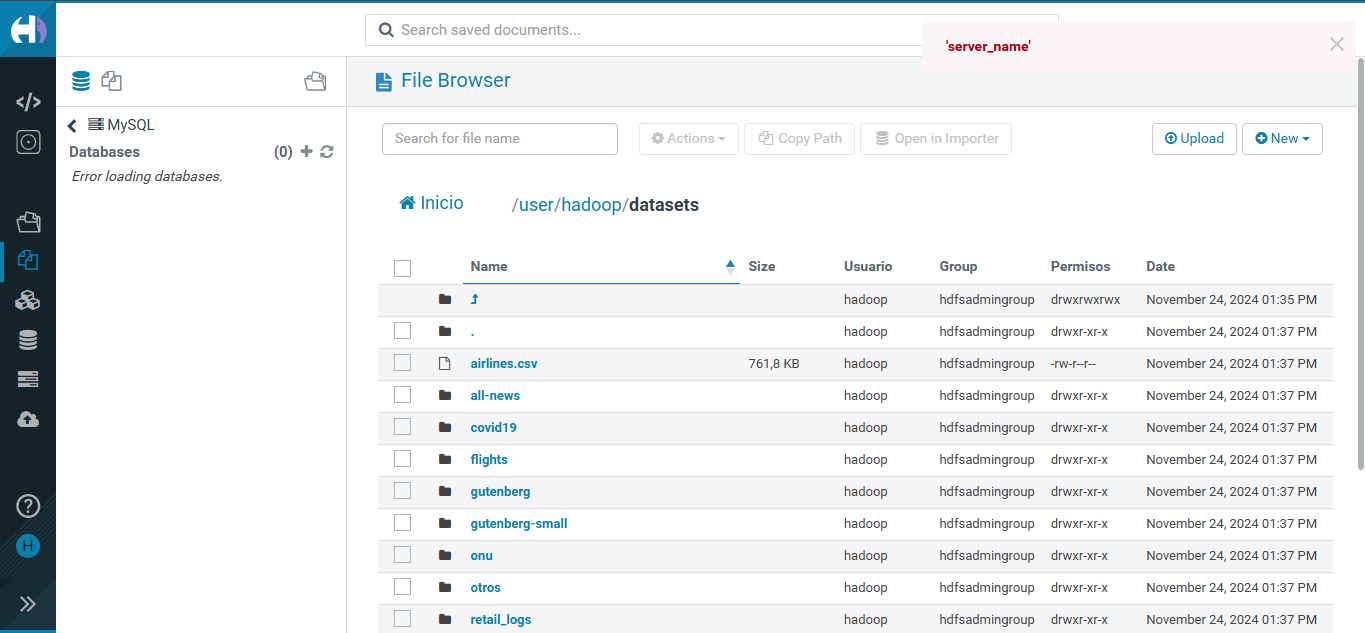 Search saved documents...
'server_name'
File Browser
MySQL
Databases (0)
Error loading databases.
Search for file name
Actions
Copy Path
Open in Importer
Upload
New
Inicio
/user/hadoop/datasets
Name Size Usuario Group Permisos Date
hadoop hdfsadmingroup drwxrwxrwx November 24, 2024 01:35 PM
. hadoop hdfsadmingroup drwxr-xr-x November 24, 2024 01:37 PM
airlines.csv 761,8 KB hadoop hdfsadmingroup -rw-r--r-- November 24, 2024 01:37 PM
all-news hadoop hdfsadmingroup drwxr-xr-x November 24, 2024 01:37 PM
covid19 hadoop hdfsadmingroup drwxr-xr-x November 24, 2024 01:37 PM
flights hadoop hdfsadmingroup drwxr-xr-x November 24, 2024 01:37 PM
gutenberg hadoop hdfsadmingroup drwxr-xr-x November 24, 2024 01:37 PM
gutenberg-small hadoop hdfsadmingroup drwxr-xr-x November 24, 2024 01:37 PM
onu hadoop hdfsadmingroup drwxr-xr-x November 24, 2024 01:37 PM
otros hadoop hdfsadmingroup drwxr-xr-x November 24, 2024 01:37 PM
retail_logs hadoop hdfsadmingroup drwxr-xr-x November 24, 2024 01:37 PM
H